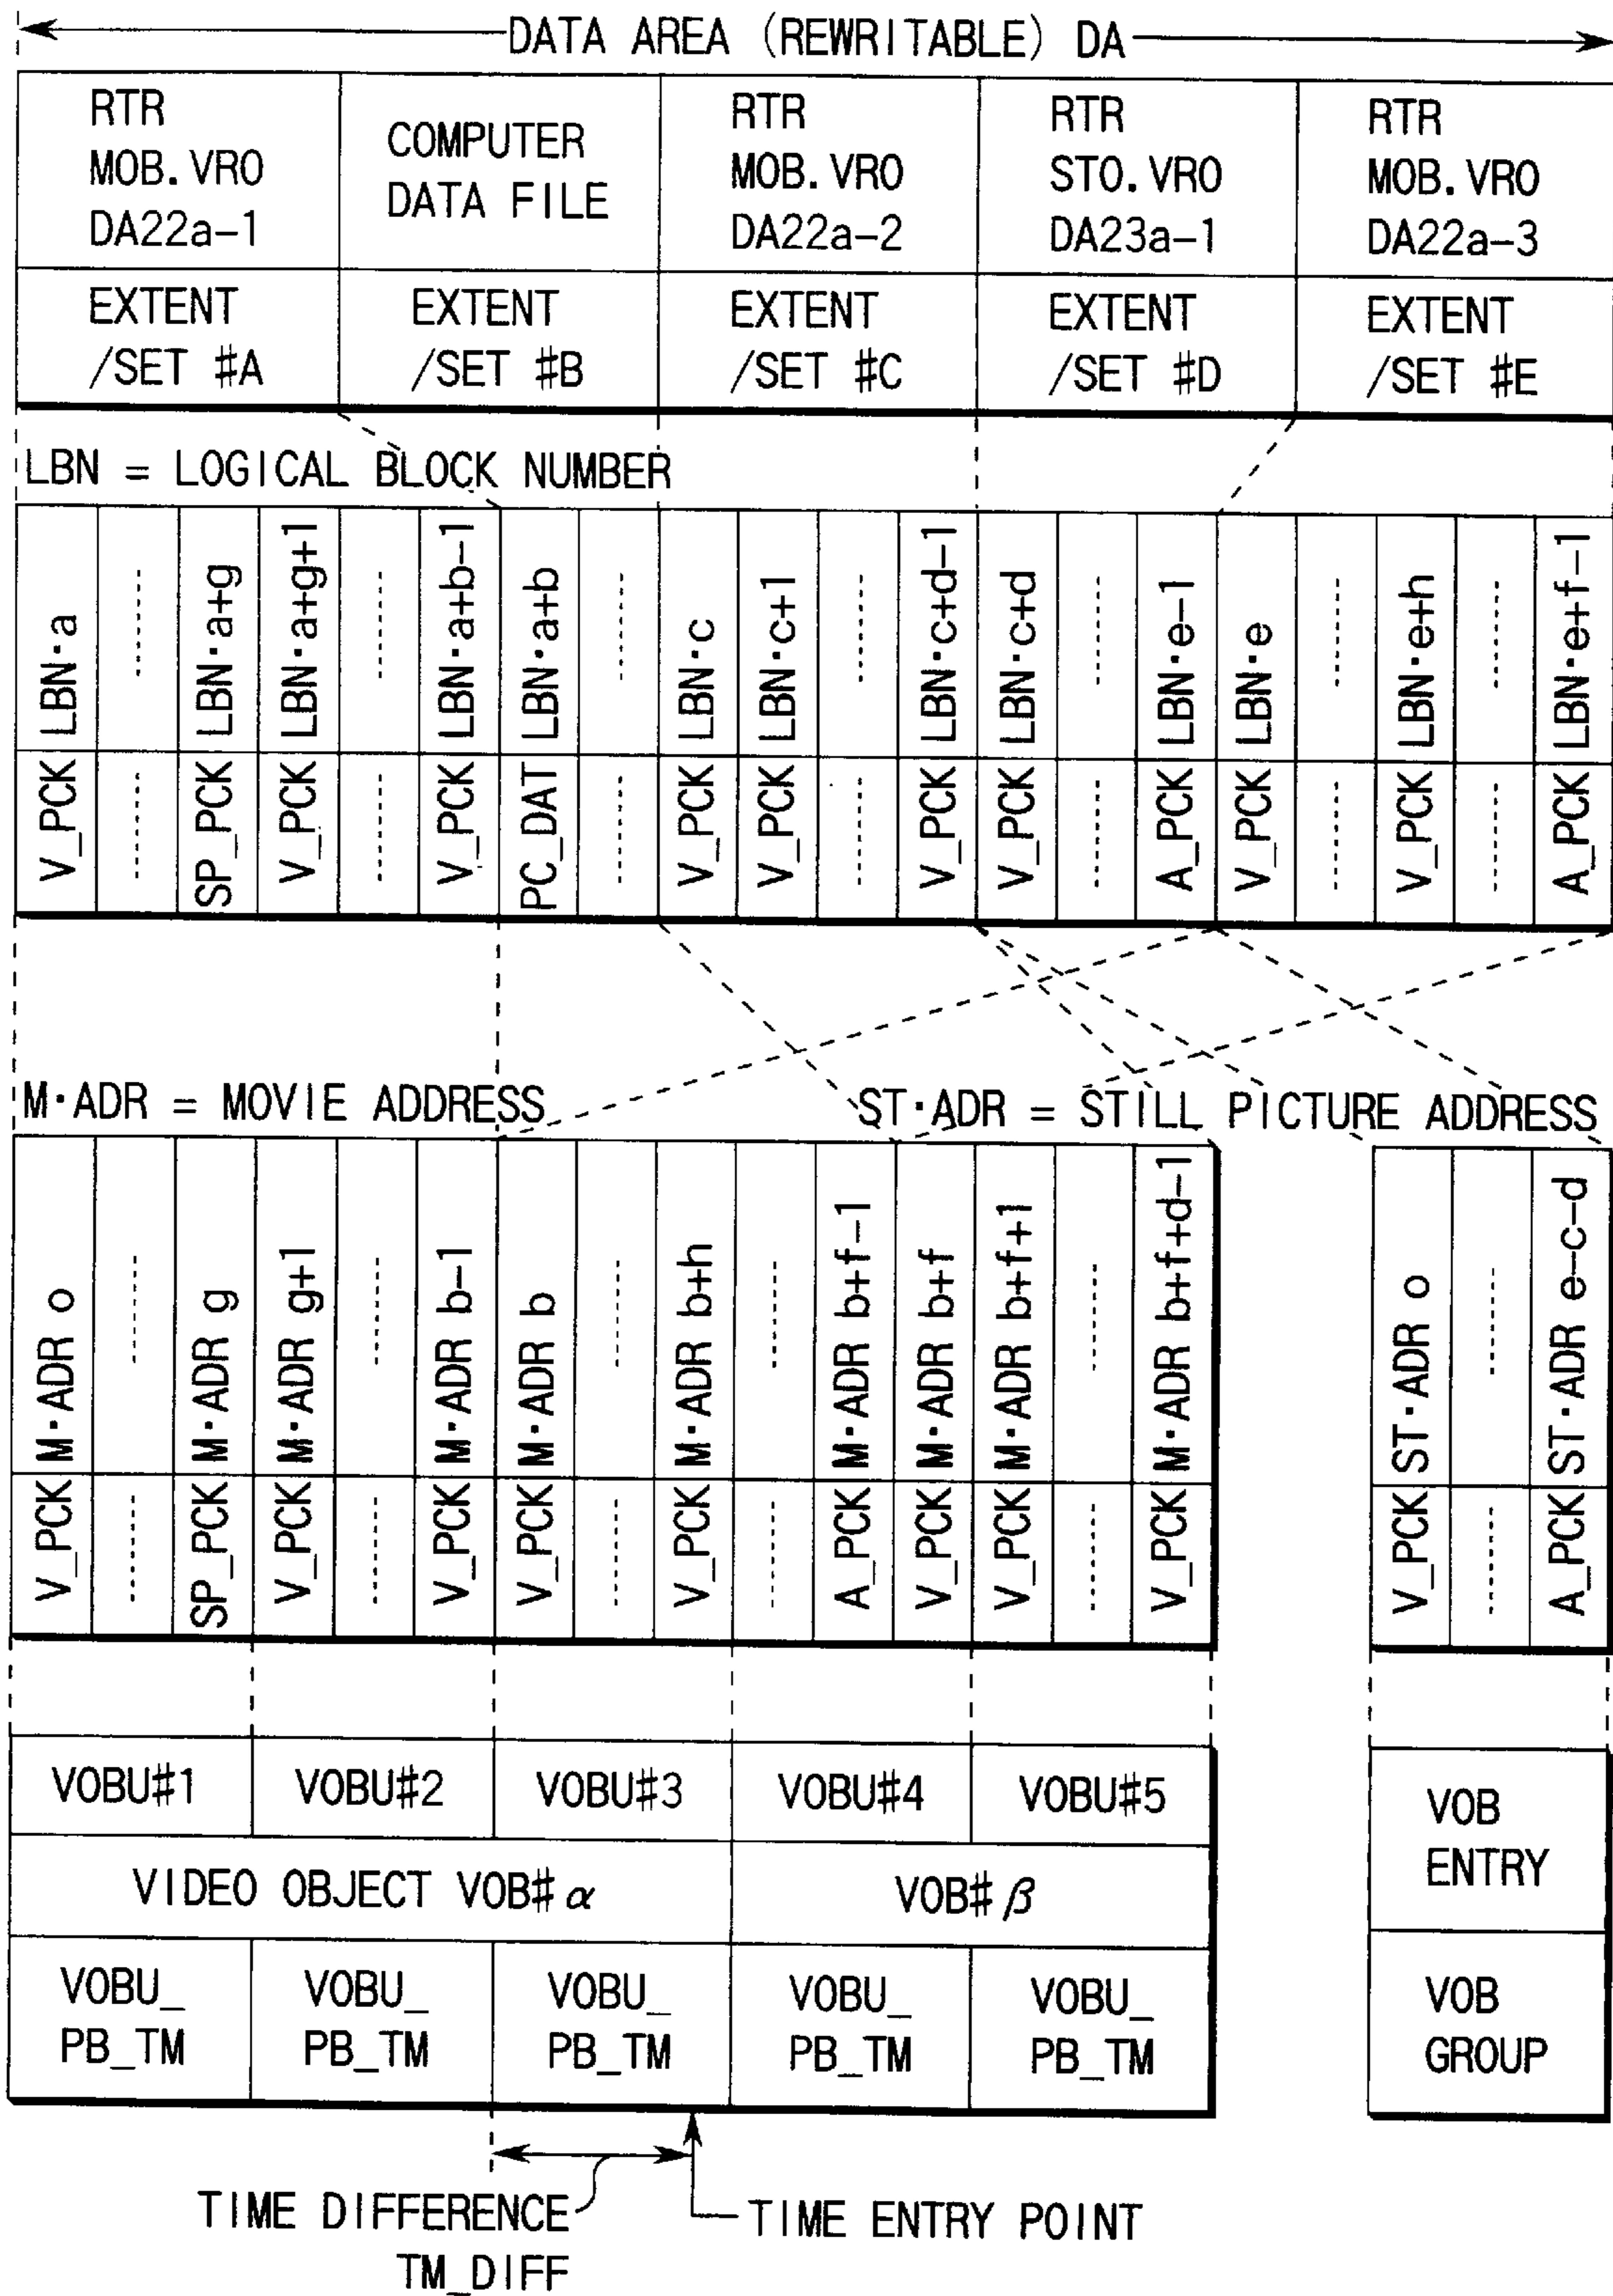 DATA AREA (REWRITABLE) DA
RTR
MOB.VRO
DA22a-1
COMPUTER
DATA FILE
RTR
MOB.VRO
DA22a-2
RTR
STO.VRO
DA23a-1
RTR
MOB.VRO
DA22a-3
EXTENT
/SET #A
EXTENT
/SET #B
EXTENT
/SET #C
EXTENT
/SET #D
EXTENT
/SET #E
LBN = LOGICAL BLOCK NUMBER
LBN·a
LBN·a+g
LBN·a+g+1
LBN·a+b-1
LBN·a+b
LBN·c
LBN·c+1
LBN·c+d-1
LBN·c+d
LBN·e-1
LBN·e
LBN·e+h
LBN·e+f-1
V_PCK
SP_PCK
V_PCK
V_PCK
PC_DAT
V_PCK
V_PCK
V_PCK
V_PCK
A_PCK
V_PCK
V_PCK
A_PCK
M·ADR = MOVIE ADDRESS
ST·ADR = STILL PICTURE ADDRESS
M·ADR o
M·ADR g
M·ADR g+1
M·ADR b-1
M·ADR b
M·ADR b+h
M·ADR b+f-1
M·ADR b+f
M·ADR b+f+1
M·ADR b+f+d-1
ST·ADR o
ST·ADR e-c-d
V_PCK
SP_PCK
V_PCK
V_PCK
V_PCK
V_PCK
A_PCK
V_PCK
V_PCK
V_PCK
V_PCK
A_PCK
VOBU#1
VOBU#2
VOBU#3
VOBU#4
VOBU#5
VOB
ENTRY
VIDEO OBJECT VOB#α
VOB#β
VOBU_
PB_TM
VOBU_
PB_TM
VOBU_
PB_TM
VOBU_
PB_TM
VOBU_
PB_TM
VOB
GROUP
TIME DIFFERENCE
TM_DIFF
TIME ENTRY POINT